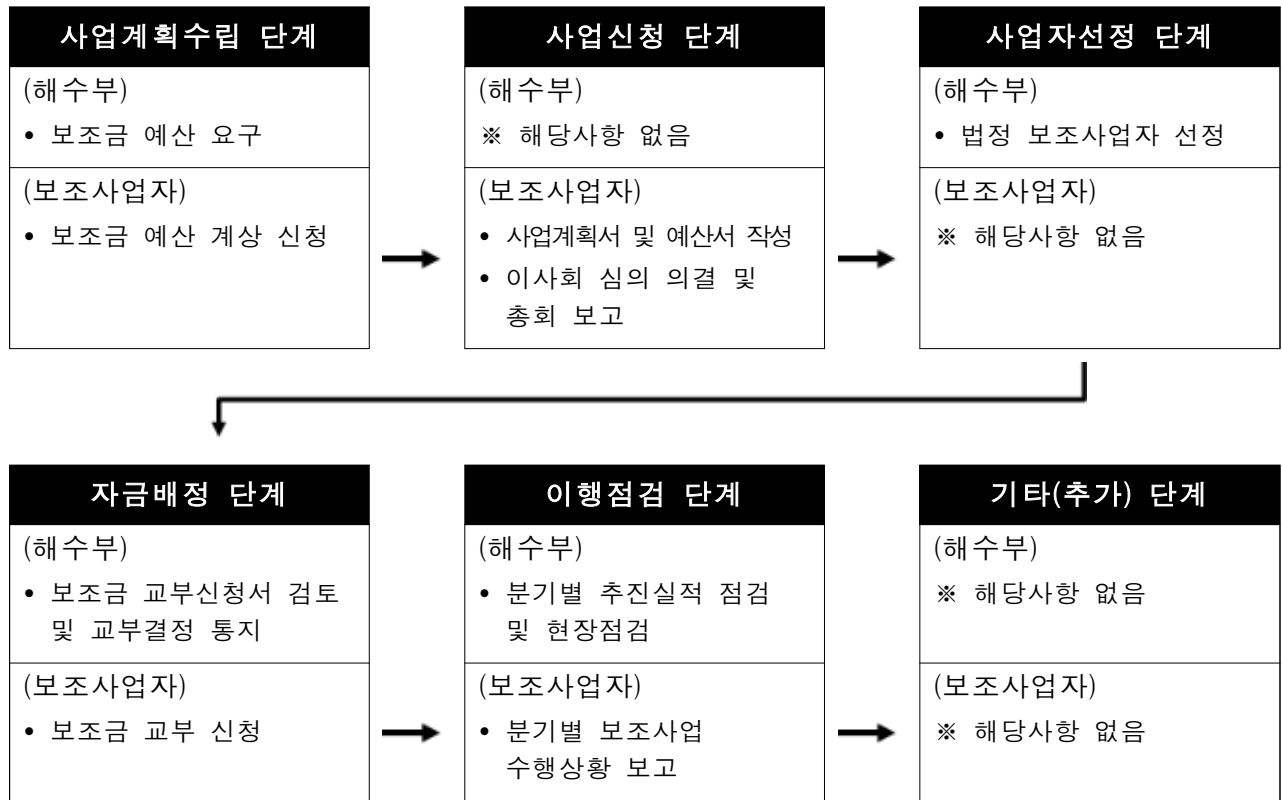 사업계획수립 단계
(해수부)
• 보조금 예산 요구
(보조사업자)
• 보조금 예산 계상 신청
사업신청 단계
(해수부)
※ 해당사항 없음
(보조사업자)
• 사업계획서 및 예산서 작성
• 이사회 심의 의결 및
총회 보고
사업자선정 단계
(해수부)
• 법정 보조사업자 선정
(보조사업자)
※ 해당사항 없음
자금배정 단계
(해수부)
• 보조금 교부신청서 검토
및 교부결정 통지
(보조사업자)
• 보조금 교부 신청
이행점검 단계
(해수부)
• 분기별 추진실적 점검
및 현장점검
(보조사업자)
• 분기별 보조사업
수행상황 보고
기타(추가) 단계
(해수부)
※ 해당사항 없음
(보조사업자)
※ 해당사항 없음